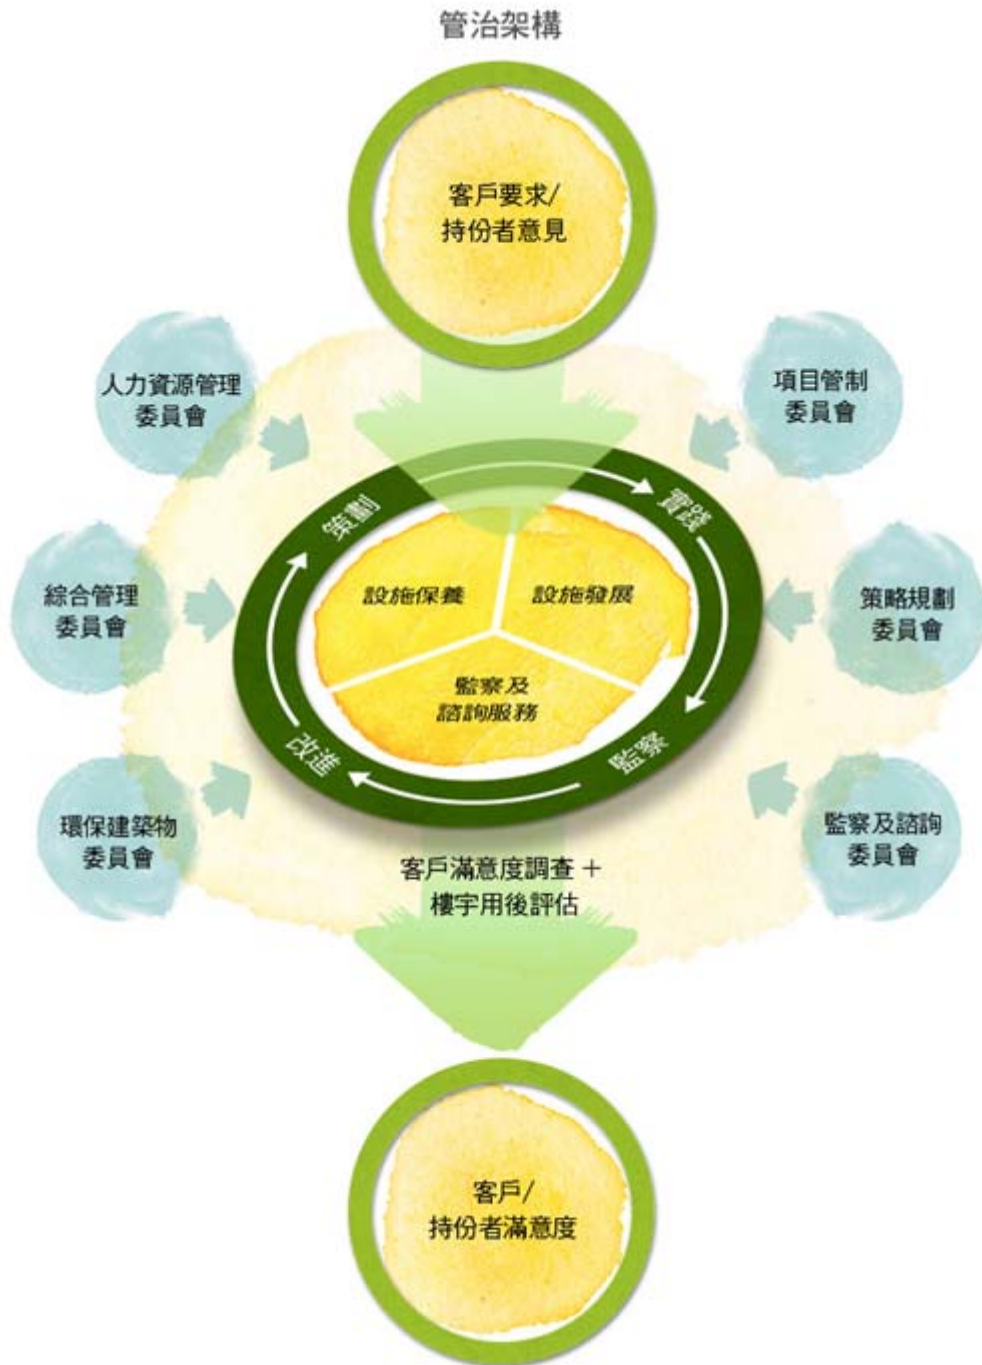 管治架構
客戶要求/
持份者意見
人力資源管理
委員會
項目管制
委員會
策劃
實踐
綜合管理
委員會
設施保養
設施發展
策略規劃
委員會
監察及
諮詢服務
改進
監察
環保建築物
委員會
監察及諮詢
委員會
客戶滿意度調查 +
樓宇用後評估
客戶/
持份者滿意度